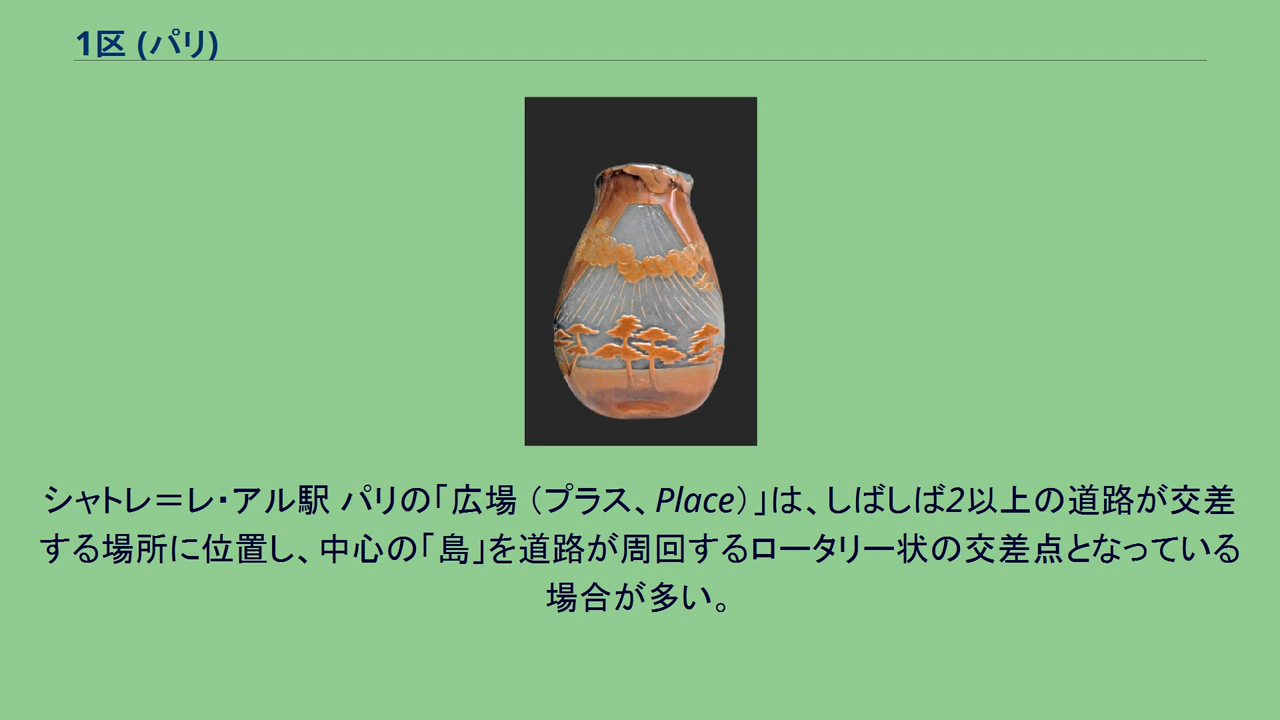 1区 (パリ)
シャトレ＝レ・アル駅 パリの「広場（プラス、Place）」は、しばしば2以上の道路が交差
する場所に位置し、中心の「島」を道路が周回するロータリー状の交差点となっている
場合が多い。